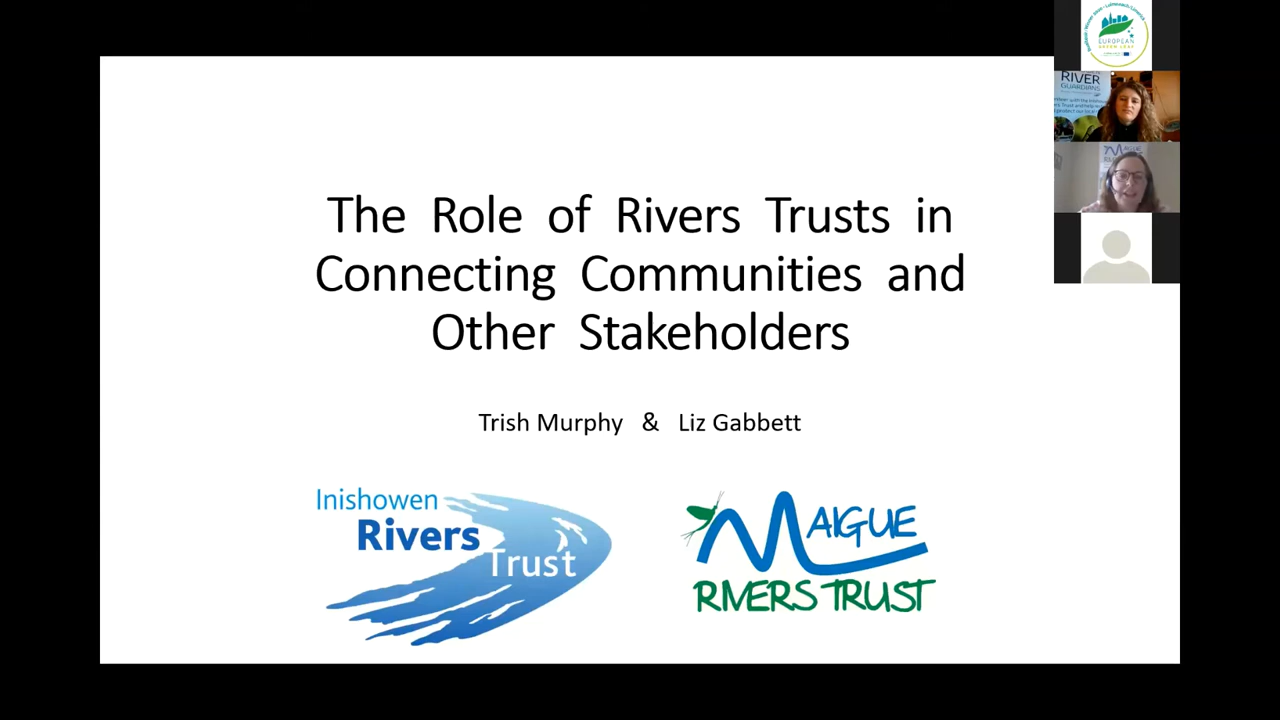 The Role of Rivers Trusts in
Connecting Communities and
Other Stakeholders
Trish Murphy & Liz Gabbett
Inishowen
Rivers
Trust
MAIGUE
RIVERS TRUST
EUROPEAN
GREEN LEAF
RIVER
GUARDIANS
MAIGUE